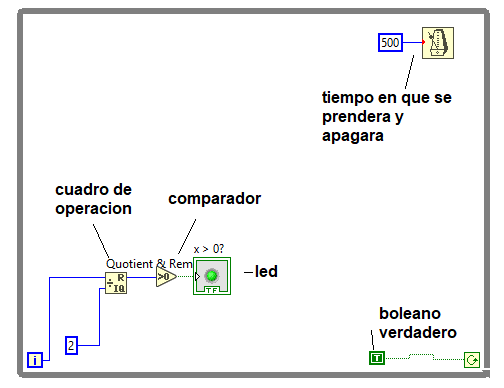 500
tiempo en que se
prendera y
apagara
cuadro de
operacion
comparador
Quotient & Rem
x > 0?
R
IQ
>0
TF
led
2
i
boleano
verdadero
T